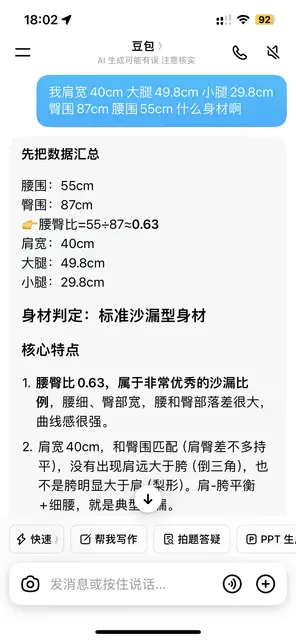 18:02
92
豆包
AI 生成可能有误 注意核实
我肩宽 40cm 大腿 49.8cm 小腿 29.8cm
臀围 87cm 腰围 55cm 什么身材啊
先把数据汇总
腰围：55cm
臀围：87cm
👉腰臀比=55÷87≈0.63
肩宽：40cm
大腿：49.8cm
小腿：29.8cm
身材判定：标准沙漏型身材
核心特点
1. 腰臀比 0.63，属于非常优秀的沙漏比
例，腰细、臀部宽，腰和臀部落差很大，
曲线感很强。
2. 肩宽 40cm，和臀围匹配（肩臀差不多持
平），没有出现肩远大于胯（倒三角），也
不是胯明显大于肩（梨形）。肩-胯平衡
+细腰，就是典型 漏。
快速
帮我写作
拍题答疑
PPT 生
发消息或按住说话...